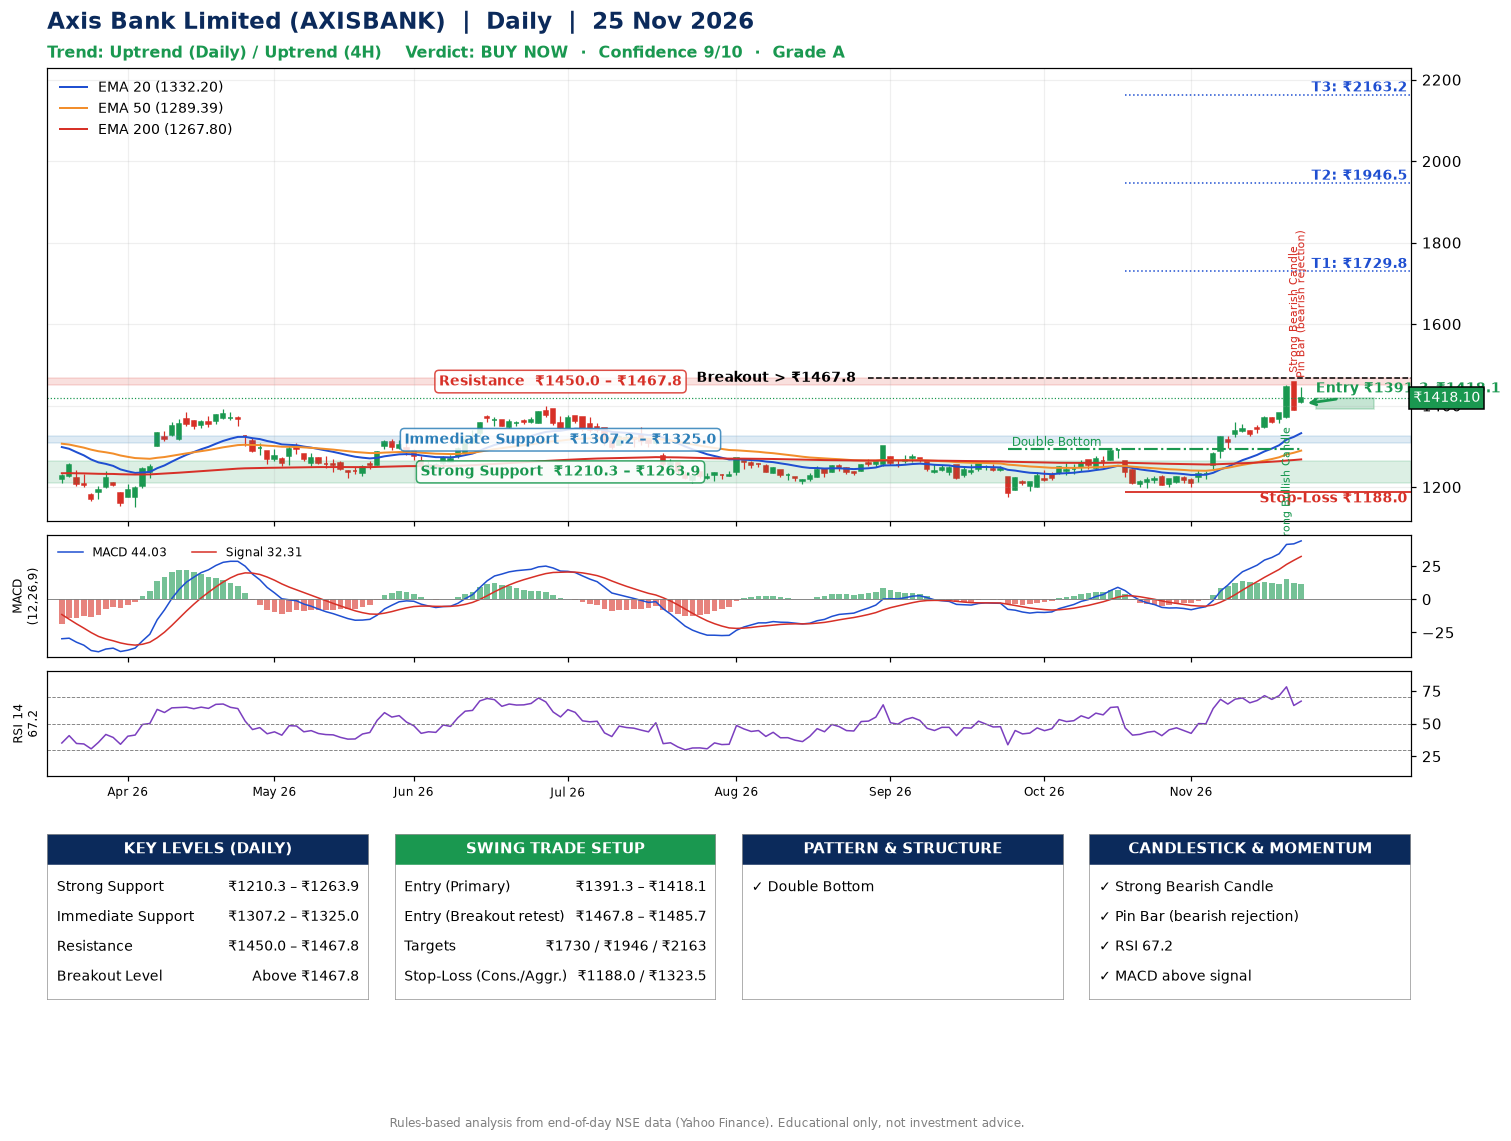 Axis Bank Limited (AXISBANK)  |  Daily  |  25 Nov 2026
Trend: Uptrend (Daily) / Uptrend (4H)    Verdict: BUY NOW  ·  Confidence 9/10  ·  Grade A
EMA 20 (1332.20)
EMA 50 (1289.39)
EMA 200 (1267.80)
T3: ₹2163.2
T2: ₹1946.5
T1: ₹1729.8
Strong Bearish Candle
Pin Bar (bearish rejection)
Resistance  ₹1450.0 – ₹1467.8
Breakout > ₹1467.8
₹1418.10
Immediate Support  ₹1307.2 – ₹1325.0
Double Bottom
Strong Support  ₹1210.3 – ₹1263.9
Stop-Loss ₹1188.0
2200
2000
1800
1600
1200
MACD 44.03
Signal 32.31
MACD
(12,26,9)
25
0
−25
RSI 14
67.2
75
50
25
Apr 26
May 26
Jun 26
Jul 26
Aug 26
Sep 26
Oct 26
Nov 26
KEY LEVELS (DAILY)
Strong Support ₹1210.3 – ₹1263.9
Immediate Support ₹1307.2 – ₹1325.0
Resistance ₹1450.0 – ₹1467.8
Breakout Level Above ₹1467.8
SWING TRADE SETUP
Entry (Primary) ₹1391.3 – ₹1418.1
Entry (Breakout retest) ₹1467.8 – ₹1485.7
Targets ₹1730 / ₹1946 / ₹2163
Stop-Loss (Cons./Aggr.) ₹1188.0 / ₹1323.5
PATTERN & STRUCTURE
✓ Double Bottom
CANDLESTICK & MOMENTUM
✓ Strong Bearish Candle
✓ Pin Bar (bearish rejection)
✓ RSI 67.2
✓ MACD above signal
Rules-based analysis from end-of-day NSE data (Yahoo Finance). Educational only, not investment advice.